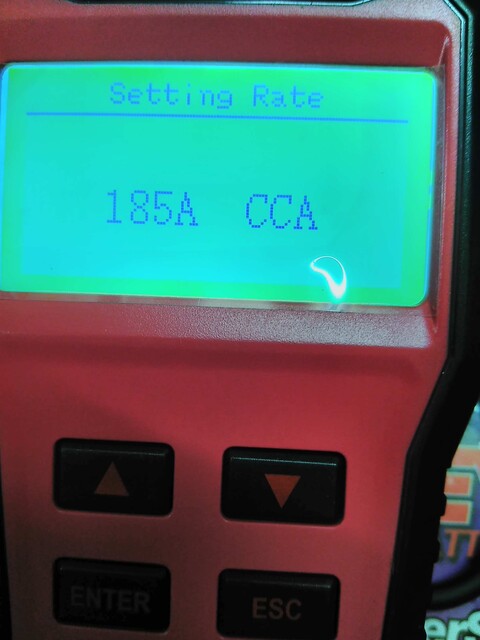 Setting Rate
185A CCA
ENTER ESC